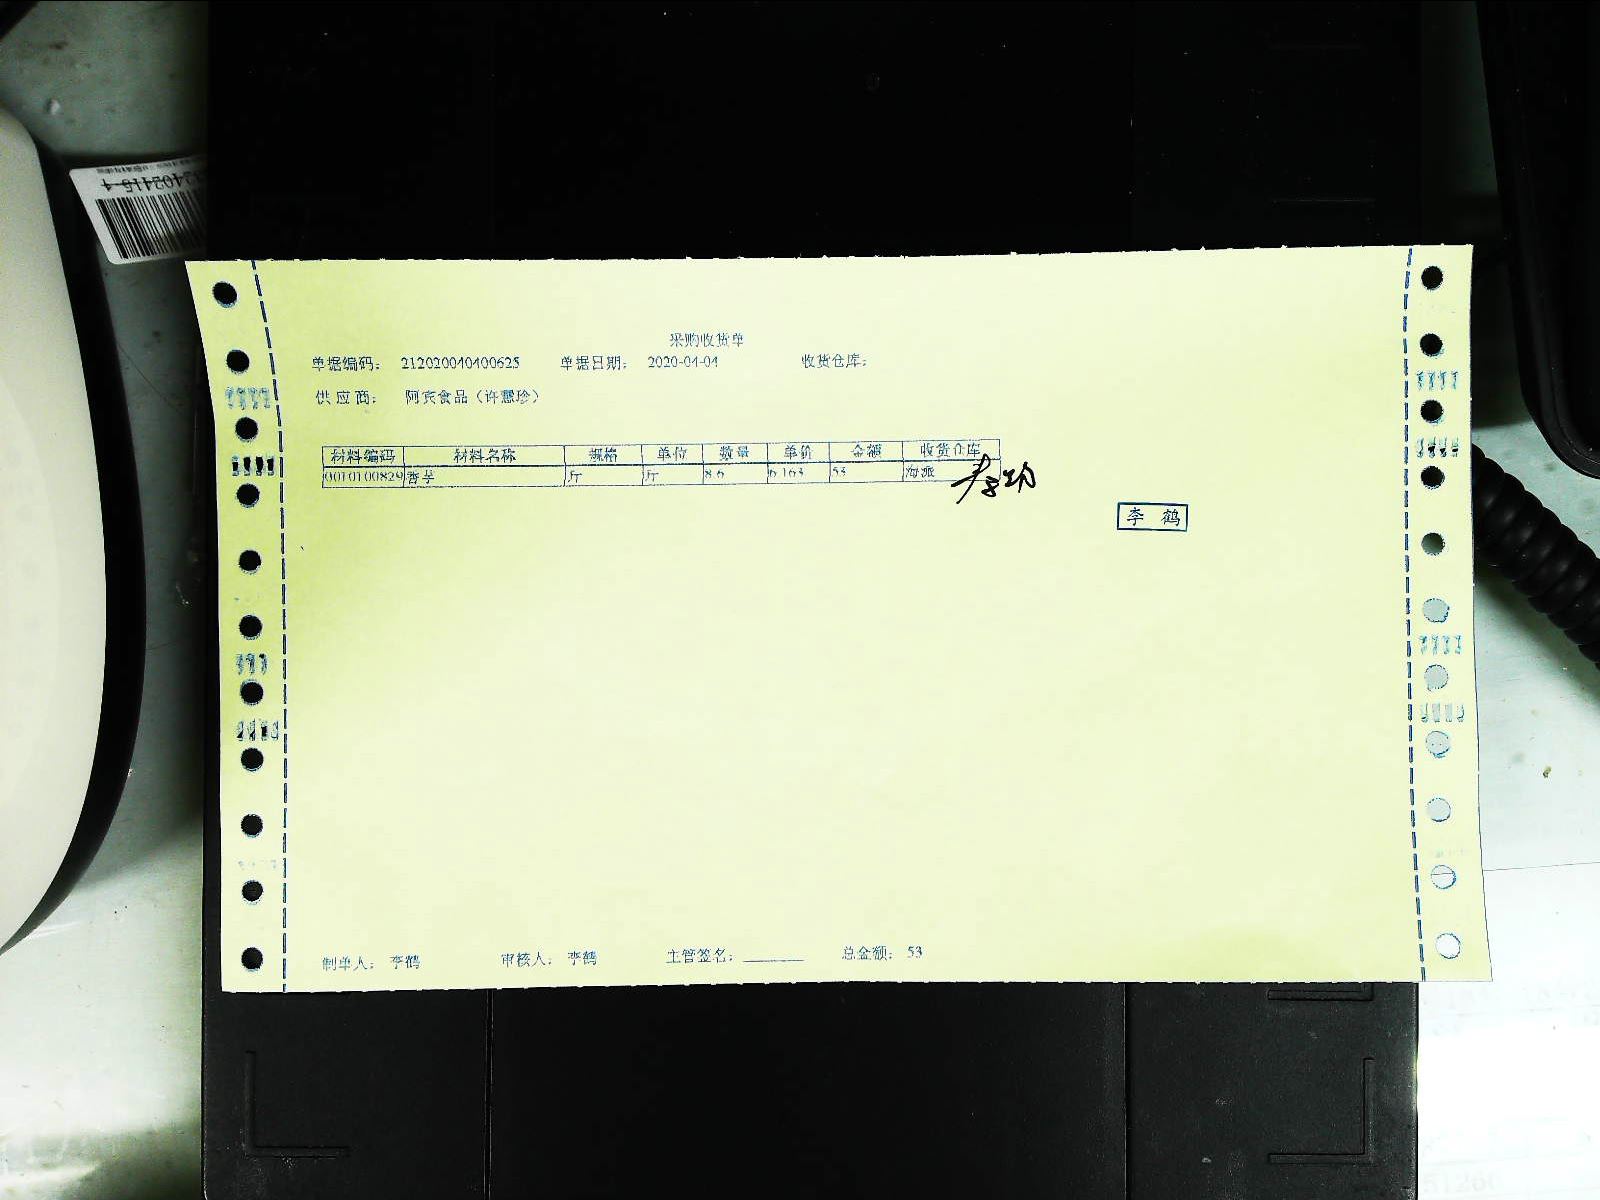 采购收货单
单据编码: 212020040400625 单据日期: 2020-04-04 收货仓库:
供应商: 阿宾食品(许慧珍)
材料编码 材料名称 规格 单位 数量 单价 金额 收货仓库
0010100829 香芋 斤 斤 8.6 6.163 53 海派
李 鹤
制单人: 李鹤 审核人: 李鹤 主管签名: 总金额: 53